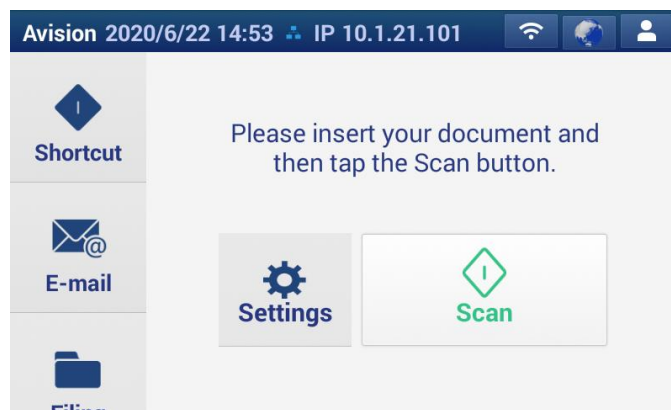 Avision 2020/6/22 14:53 IP 10.1.21.101
Shortcut
Please insert your document and
then tap the Scan button.
@
E-mail
Settings
Scan
Filing